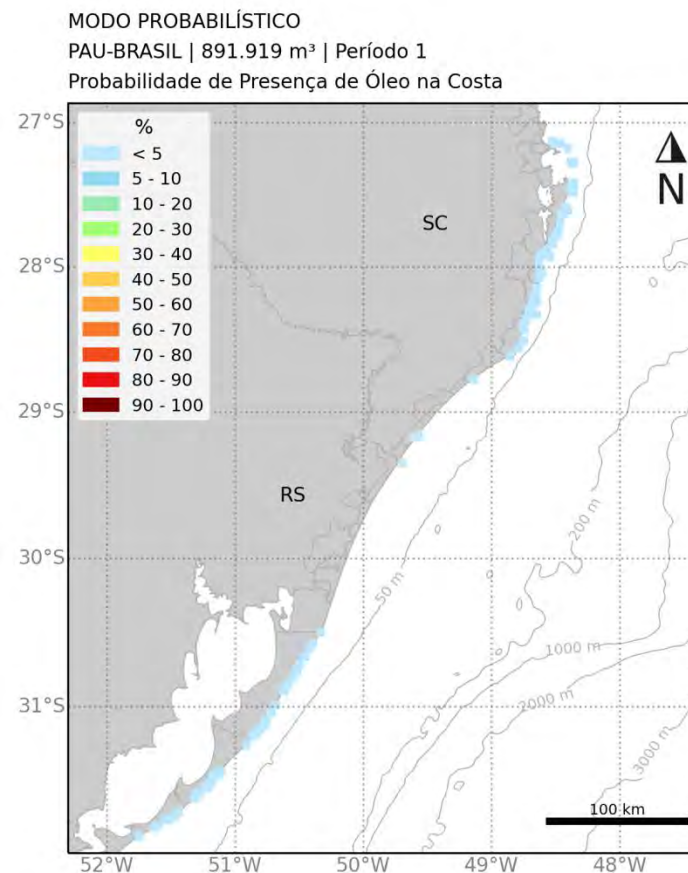 MODO PROBABILÍSTICO
PAU-BRASIL | 891.919 m³ | Período 1
Probabilidade de Presença de Óleo na Costa
27°S
28°S
29°S
30°S
31°S
%
< 5
5 - 10
10 - 20
20 - 30
30 - 40
40 - 50
50 - 60
60 - 70
70 - 80
80 - 90
90 - 100
N
SC
RS
50 m
200 m
1000 m
2000 m
3000 m
100 km
52°W
51°W
50°W
49°W
48°W